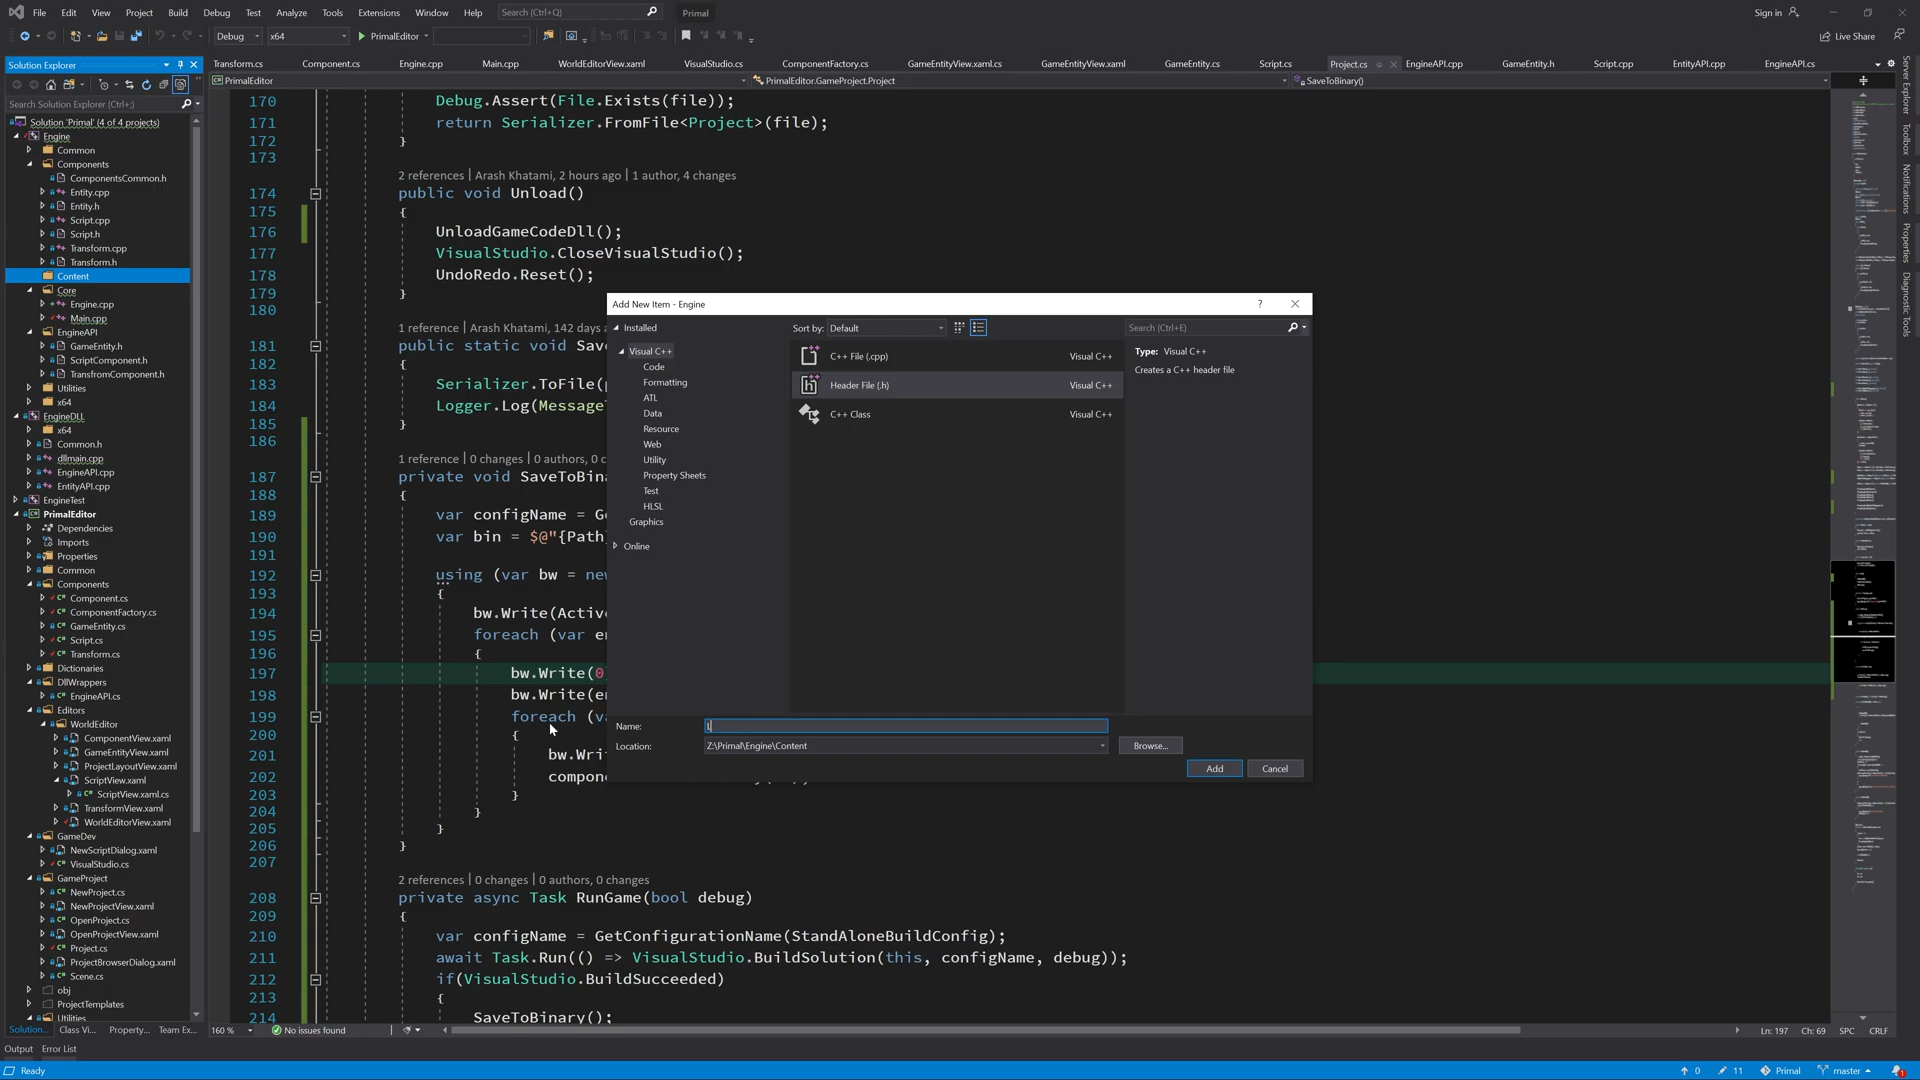 File Edit View Project Build Debug Test Analyze Tools Extensions Window Help Search (Ctrl+Q) Primal Sign in
Debug x64 PrimalEditor Live Share
Solution Explorer
Transform.cs Component.cs Engine.cpp Main.cpp WorldEditorView.xaml VisualStudio.cs ComponentFactory.cs GameEntityView.xaml.cs GameEntityView.xaml GameEntity.cs Script.cs Project.cs EngineAPI.cpp GameEntity.h Script.cpp EntityAPI.cpp EngineAPI.cs
PrimalEditor PrimalEditor.GameProject.Project SaveToBinary()
Search Solution Explorer (Ctrl+;)
Solution 'Primal' (4 of 4 projects)
Engine
Common
Components
ComponentsCommon.h
Entity.cpp
Entity.h
Script.cpp
Script.h
Transform.cpp
Transform.h
Content
Core
Engine.cpp
Main.cpp
EngineAPI
GameEntity.h
ScriptComponent.h
TransfromComponent.h
Utilities
x64
EngineDLL
x64
Common.h
dllmain.cpp
EngineAPI.cpp
EntityAPI.cpp
EngineTest
PrimalEditor
Dependencies
Imports
Properties
Common
Components
Component.cs
ComponentFactory.cs
GameEntity.cs
Script.cs
Transform.cs
Dictionaries
DllWrappers
EngineAPI.cs
Editors
WorldEditor
ComponentView.xaml
GameEntityView.xaml
ProjectLayoutView.xaml
ScriptView.xaml
ScriptView.xaml.cs
TransformView.xaml
WorldEditorView.xaml
GameDev
NewScriptDialog.xaml
VisualStudio.cs
GameProject
NewProject.cs
NewProjectView.xaml
OpenProject.cs
OpenProjectView.xaml
Project.cs
ProjectBrowserDialog.xaml
Scene.cs
obj
ProjectTemplates
Utilities
Solution... Class Vi... Property... Team Ex...
170 Debug.Assert(File.Exists(file));
171 return Serializer.FromFile<Project>(file);
172 }
173
2 references | Arash Khatami, 2 hours ago | 1 author, 4 changes
174 public void Unload()
175 {
176 UnloadGameCodeDll();
177 VisualStudio.CloseVisualStudio();
178 UndoRedo.Reset();
179 }
180
1 reference | Arash Khatami, 142 days a
181 public static void Sav
182 {
183 Serializer.ToFile(
184 Logger.Log(Message
185 }
186
1 reference | 0 changes | 0 authors, 0 c
187 private void SaveToBin
188 {
189 var configName = Ge
190 var bin = $@"{Path
191
192 using (var bw = new
193 {
194 bw.Write(Active
195 foreach (var en
196 {
197 bw.Write(0
198 bw.Write(en
199 foreach (va
200 {
201 bw.Wri
202 compone
203 }
204 }
205 }
206 }
207
2 references | 0 changes | 0 authors, 0 changes
208 private async Task RunGame(bool debug)
209 {
210 var configName = GetConfigurationName(StandAloneBuildConfig);
211 await Task.Run(() => VisualStudio.BuildSolution(this, configName, debug));
212 if(VisualStudio.BuildSucceeded)
213 {
214 SaveToBinary();
Add New Item - Engine ?
Installed
Sort by: Default
Search (Ctrl+E)
Visual C++
Code
Formatting
ATL
Data
Resource
Web
Utility
Property Sheets
Test
HLSL
Graphics
Online
C++ File (.cpp) Visual C++
Header File (.h) Visual C++
C++ Class Visual C++
Type: Visual C++
Creates a C++ header file
Name:
Location: Z:\Primal\Engine\Content
Browse...
Add Cancel
Server Explorer
Toolbox
Notifications
Properties
Diagnostic Tools
160 % No issues found Ln: 197 Ch: 69 SPC CRLF
Output Error List
Ready 0 11 Primal master 1